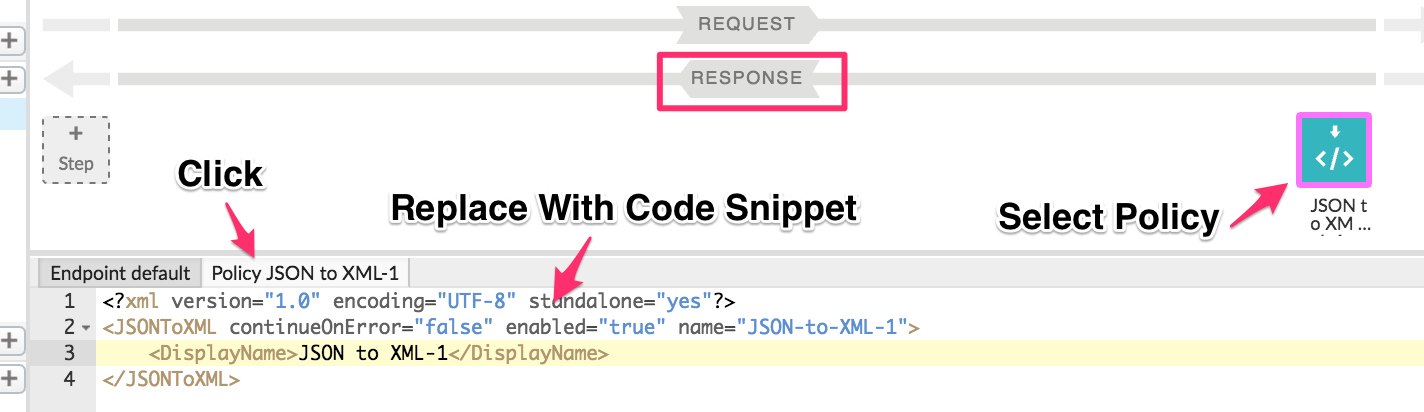 REQUEST
RESPONSE
+
Step
Click
Replace With Code Snippet
Select Policy
</>
JSON t
o XM ...
Endpoint default
Policy JSON to XML-1
1 <?xml version="1.0" encoding="UTF-8" standalone="yes"?>
2 <JSONToXML continueOnError="false" enabled="true" name="JSON-to-XML-1">
3 <DisplayName>JSON to XML-1</DisplayName>
4 </JSONToXML>